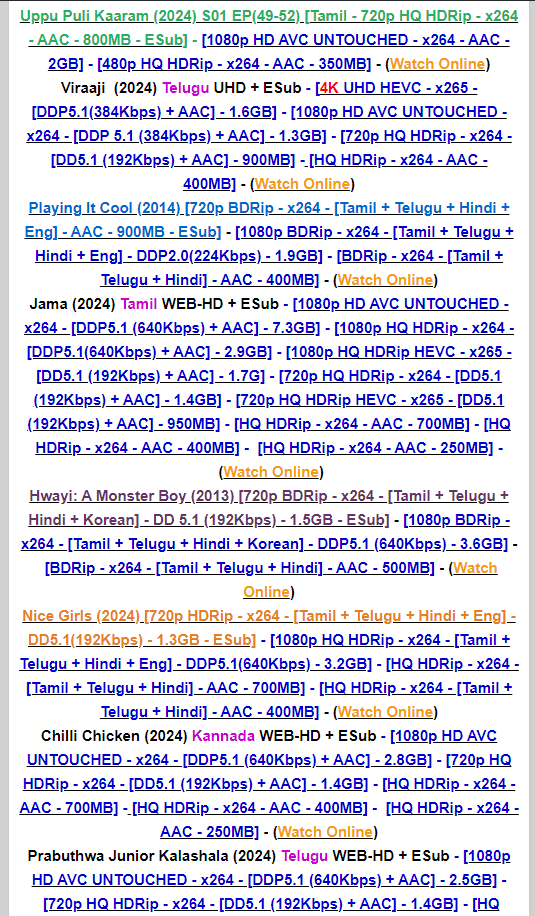 Uppu Puli Kaaram (2024) S01 EP(49-52) [Tamil - 720p HQ HDRip - x264
- AAC - 800MB - ESub] - [1080p HD AVC UNTOUCHED - x264 - AAC -
2GB] - [480p HQ HDRip - x264 - AAC - 350MB] - (Watch Online)
Viraaji (2024) Telugu UHD + ESub - [4K UHD HEVC - x265 -
[DDP5.1(384Kbps) + AAC] - 1.6GB] - [1080p HD AVC UNTOUCHED -
x264 - [DDP 5.1 (384Kbps) + AAC] - 1.3GB] - [720p HQ HDRip - x264 -
[DD5.1 (192Kbps) + AAC] - 900MB] - [HQ HDRip - x264 - AAC -
400MB] - (Watch Online)
Playing It Cool (2014) [720p BDRip - x264 - [Tamil + Telugu + Hindi +
Eng] - AAC - 900MB - ESub] - [1080p BDRip - x264 - [Tamil + Telugu +
Hindi + Eng] - DDP2.0(224Kbps) - 1.9GB] - [BDRip - x264 - [Tamil +
Telugu + Hindi] - AAC - 400MB] - (Watch Online)
Jama (2024) Tamil WEB-HD + ESub - [1080p HD AVC UNTOUCHED -
x264 - [DDP5.1 (640Kbps) + AAC] - 7.3GB] - [1080p HQ HDRip - x264 -
[DDP5.1(640Kbps) + AAC] - 2.9GB] - [1080p HQ HDRip HEVC - x265 -
[DD5.1 (192Kbps) + AAC] - 1.7G] - [720p HQ HDRip - x264 - [DD5.1
(192Kbps) + AAC] - 1.4GB] - [720p HQ HDRip HEVC - x265 - [DD5.1
(192Kbps) + AAC] - 950MB] - [HQ HDRip - x264 - AAC - 700MB] - [HQ
HDRip - x264 - AAC - 400MB] - [HQ HDRip - x264 - AAC - 250MB] -
(Watch Online)
Hwayi: A Monster Boy (2013) [720p BDRip - x264 - [Tamil + Telugu +
Hindi + Korean] - DD 5.1 (192Kbps) - 1.5GB - ESub] - [1080p BDRip -
x264 - [Tamil + Telugu + Hindi + Korean - DDP5.1 (640Kbps) - 3.6GB] -
[BDRip - x264 - [Tamil + Telugu + Hindi] - AAC - 500MB] - (Watch
Online)
Nice Girls (2024) [720p HDRip - x264 - [Tamil + Telugu + Hindi + Eng] -
DD5.1(192Kbps) - 1.3GB - ESub] - [1080p HQ HDRip - x264 - [Tamil +
Telugu + Hindi + Eng] - DDP5.1(640Kbps) - 3.2GB] - [HQ HDRip - x264 -
[Tamil + Telugu + Hindi] - AAC - 700MB] - [HQ HDRip - x264 - [Tamil +
Telugu + Hindi] - AAC - 400MB] - (Watch Online)
Chilli Chicken (2024) Kannada WEB-HD + ESub - [1080p HD AVC
UNTOUCHED - x264 - [DDP5.1 (640Kbps) + AAC] - 2.8GB] - [720p HQ
HDRip - x264 - [DD5.1 (192Kbps) + AAC] - 1.4GB] - [HQ HDRip - x264 -
AAC - 700MB] - [HQ HDRip - x264 - AAC - 400MB] - [HQ HDRip - x264 -
AAC - 250MB] - (Watch Online)
Prabuthwa Junior Kalashala (2024) Telugu WEB-HD + ESub - [1080p
HD AVC UNTOUCHED - x264 - [DDP5.1 (640Kbps) + AAC] - 2.5GB] -
[720p HQ HDRip - x264 - [DD5.1 (192Kbps) + AAC] - 1.4GB] - [HQ